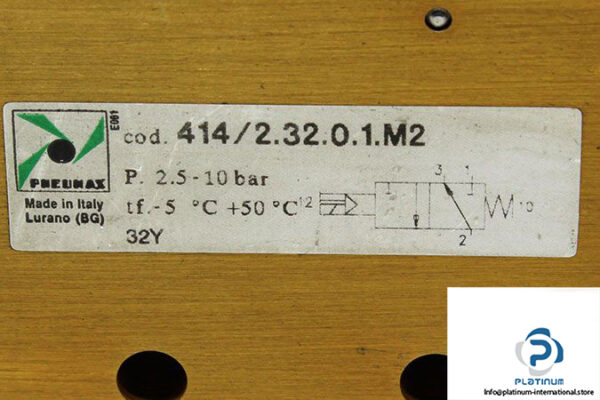 E061
PNEUMAX
Made in Italy
Lurano (BG)
cod. 414/2.32.0.1.M2
P. 2.5-10 bar
tf.-5 °C +50 °C
32Y
12
3 1
2
10
PLATINUM
Info@platinum-international.store